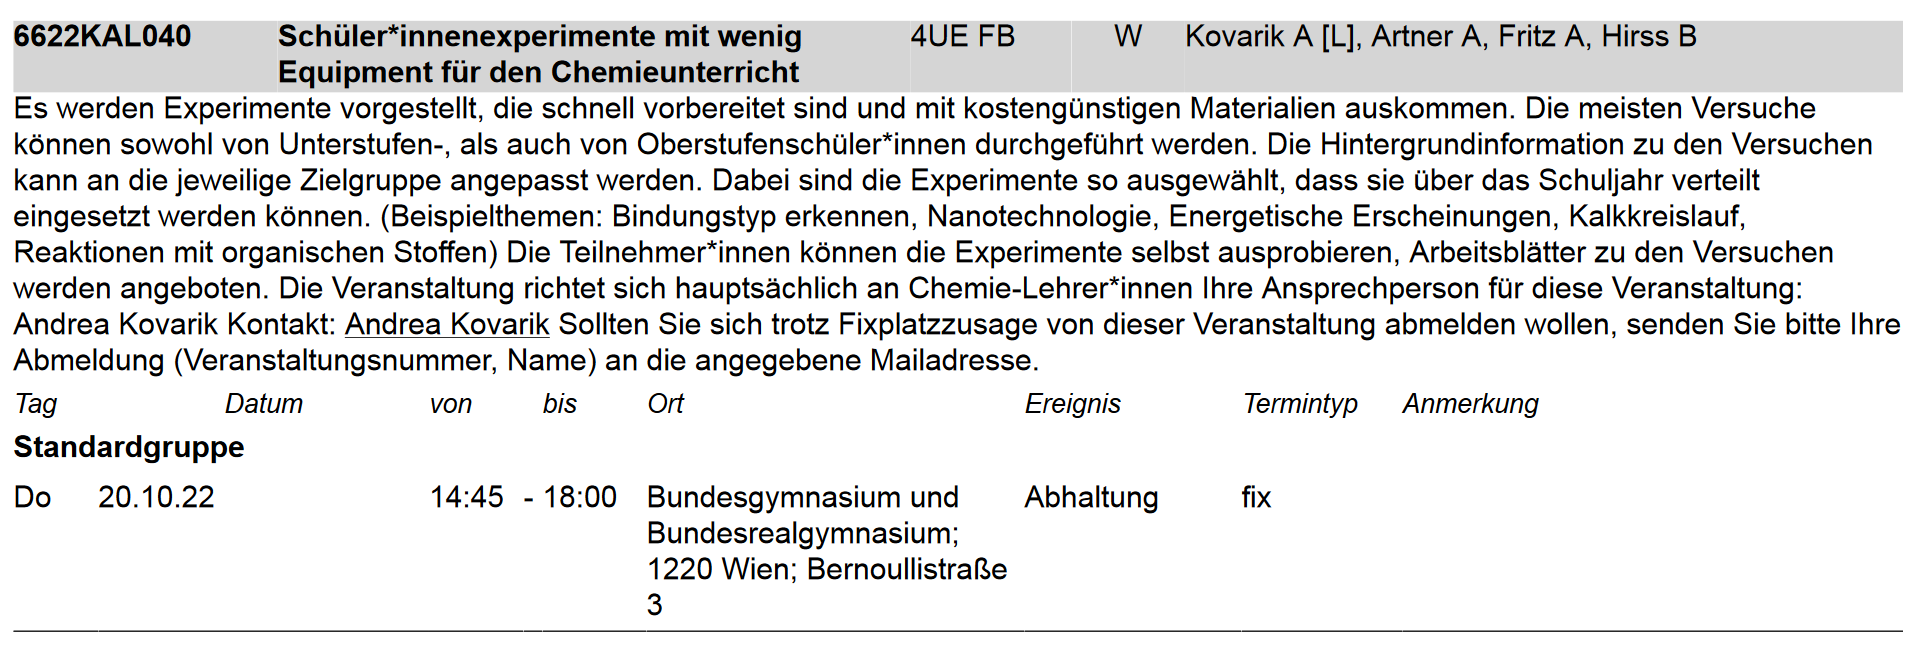 6622KAL040 Schüler*innenexperimente mit wenig 4UE FB W Kovarik A [L], Artner A, Fritz A, Hirss B
Equipment für den Chemieunterricht
Es werden Experimente vorgestellt, die schnell vorbereitet sind und mit kostengünstigen Materialien auskommen. Die meisten Versuche
können sowohl von Unterstufen-, als auch von Oberstufenschüler*innen durchgeführt werden. Die Hintergrundinformation zu den Versuchen
kann an die jeweilige Zielgruppe angepasst werden. Dabei sind die Experimente so ausgewählt, dass sie über das Schuljahr verteilt
eingesetzt werden können. (Beispielthemen: Bindungstyp erkennen, Nanotechnologie, Energetische Erscheinungen, Kalkkreislauf,
Reaktionen mit organischen Stoffen) Die Teilnehmer*innen können die Experimente selbst ausprobieren, Arbeitsblätter zu den Versuchen
werden angeboten. Die Veranstaltung richtet sich hauptsächlich an Chemie-Lehrer*innen Ihre Ansprechperson für diese Veranstaltung:
Andrea Kovarik Kontakt: Andrea Kovarik Sollten Sie sich trotz Fixplatzzusage von dieser Veranstaltung abmelden wollen, senden Sie bitte Ihre
Abmeldung (Veranstaltungsnummer, Name) an die angegebene Mailadresse.
Tag Datum von bis Ort Ereignis Termintyp Anmerkung
Standardgruppe
Do 20.10.22 14:45 - 18:00 Bundesgymnasium und Abhaltung fix
Bundesrealgymnasium;
1220 Wien; Bernoullistraße
3